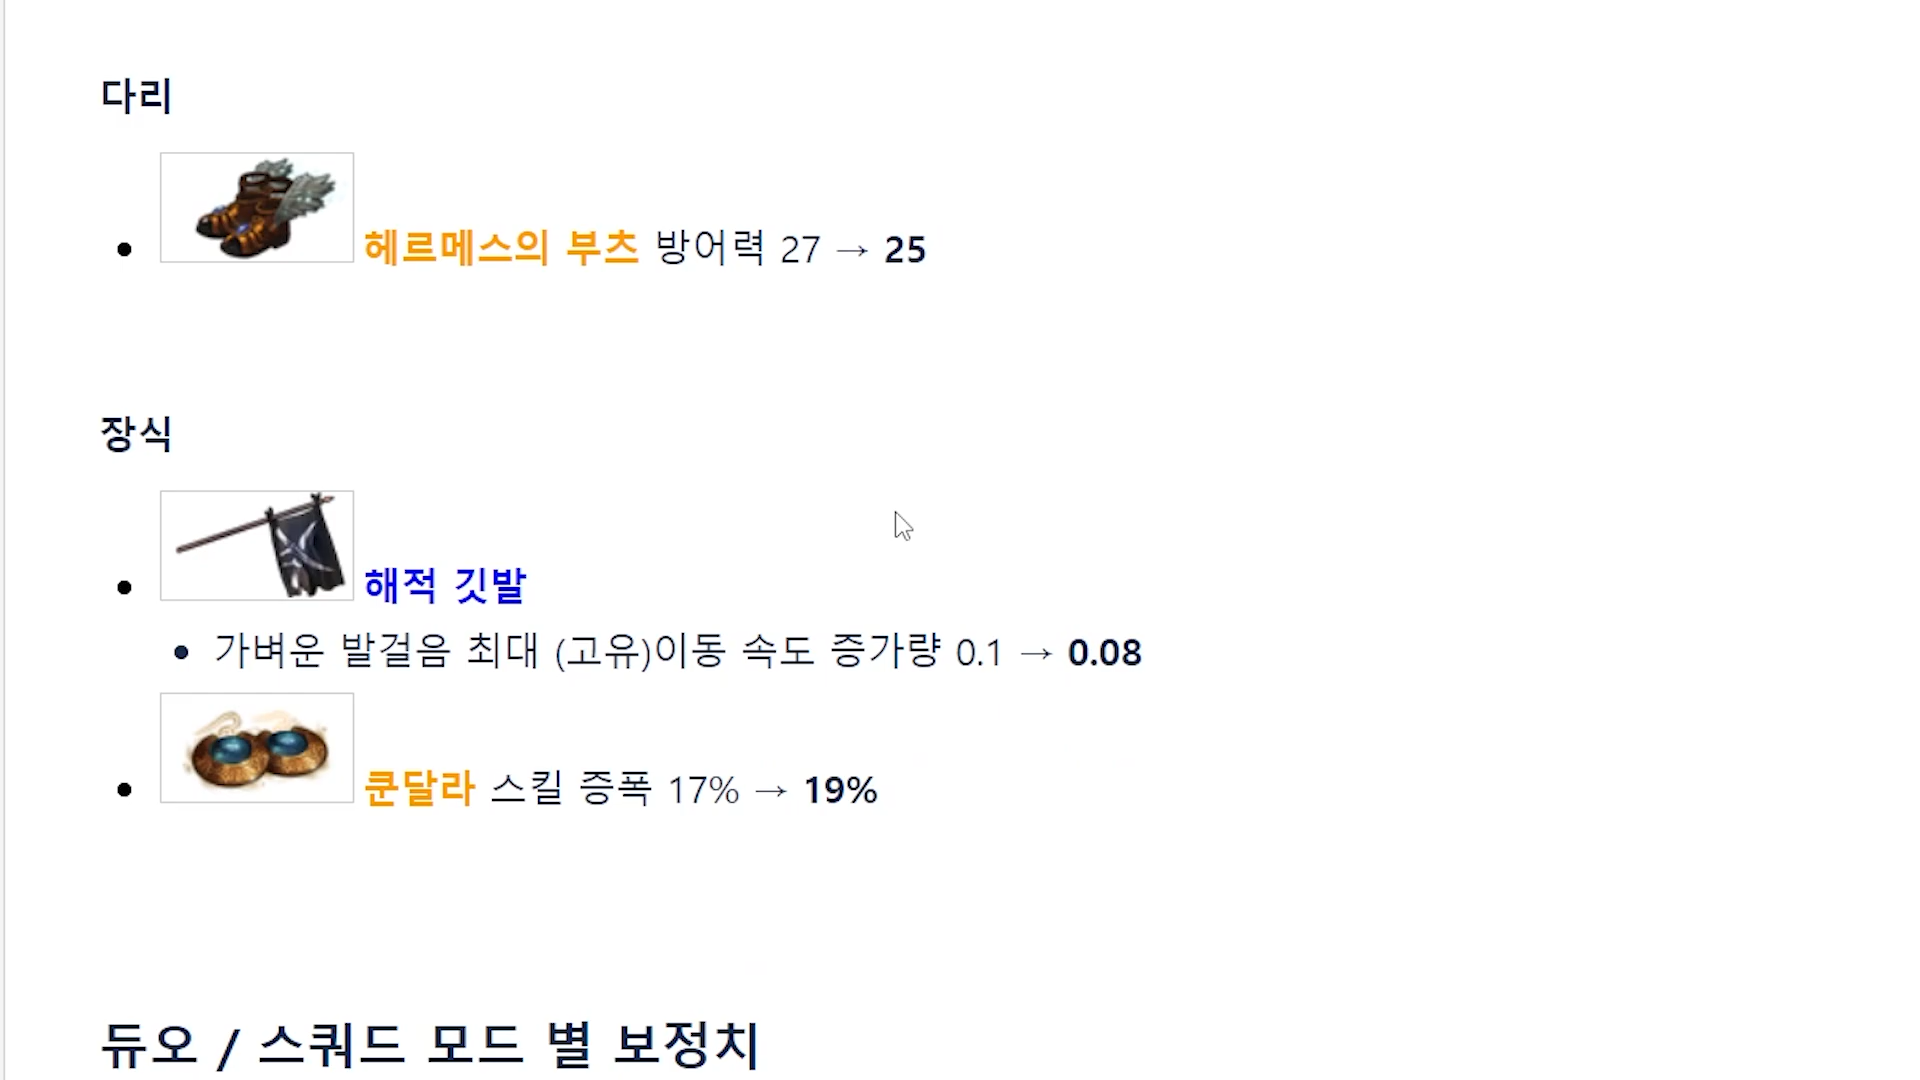 다리
헤르메스의 부츠 방어력 27 → 25
장식
해적 깃발
가벼운 발걸음 최대 (고유)이동 속도 증가량 0.1 → 0.08
쿤달라 스킬 증폭 17% → 19%
듀오 / 스쿼드 모드 별 보정치